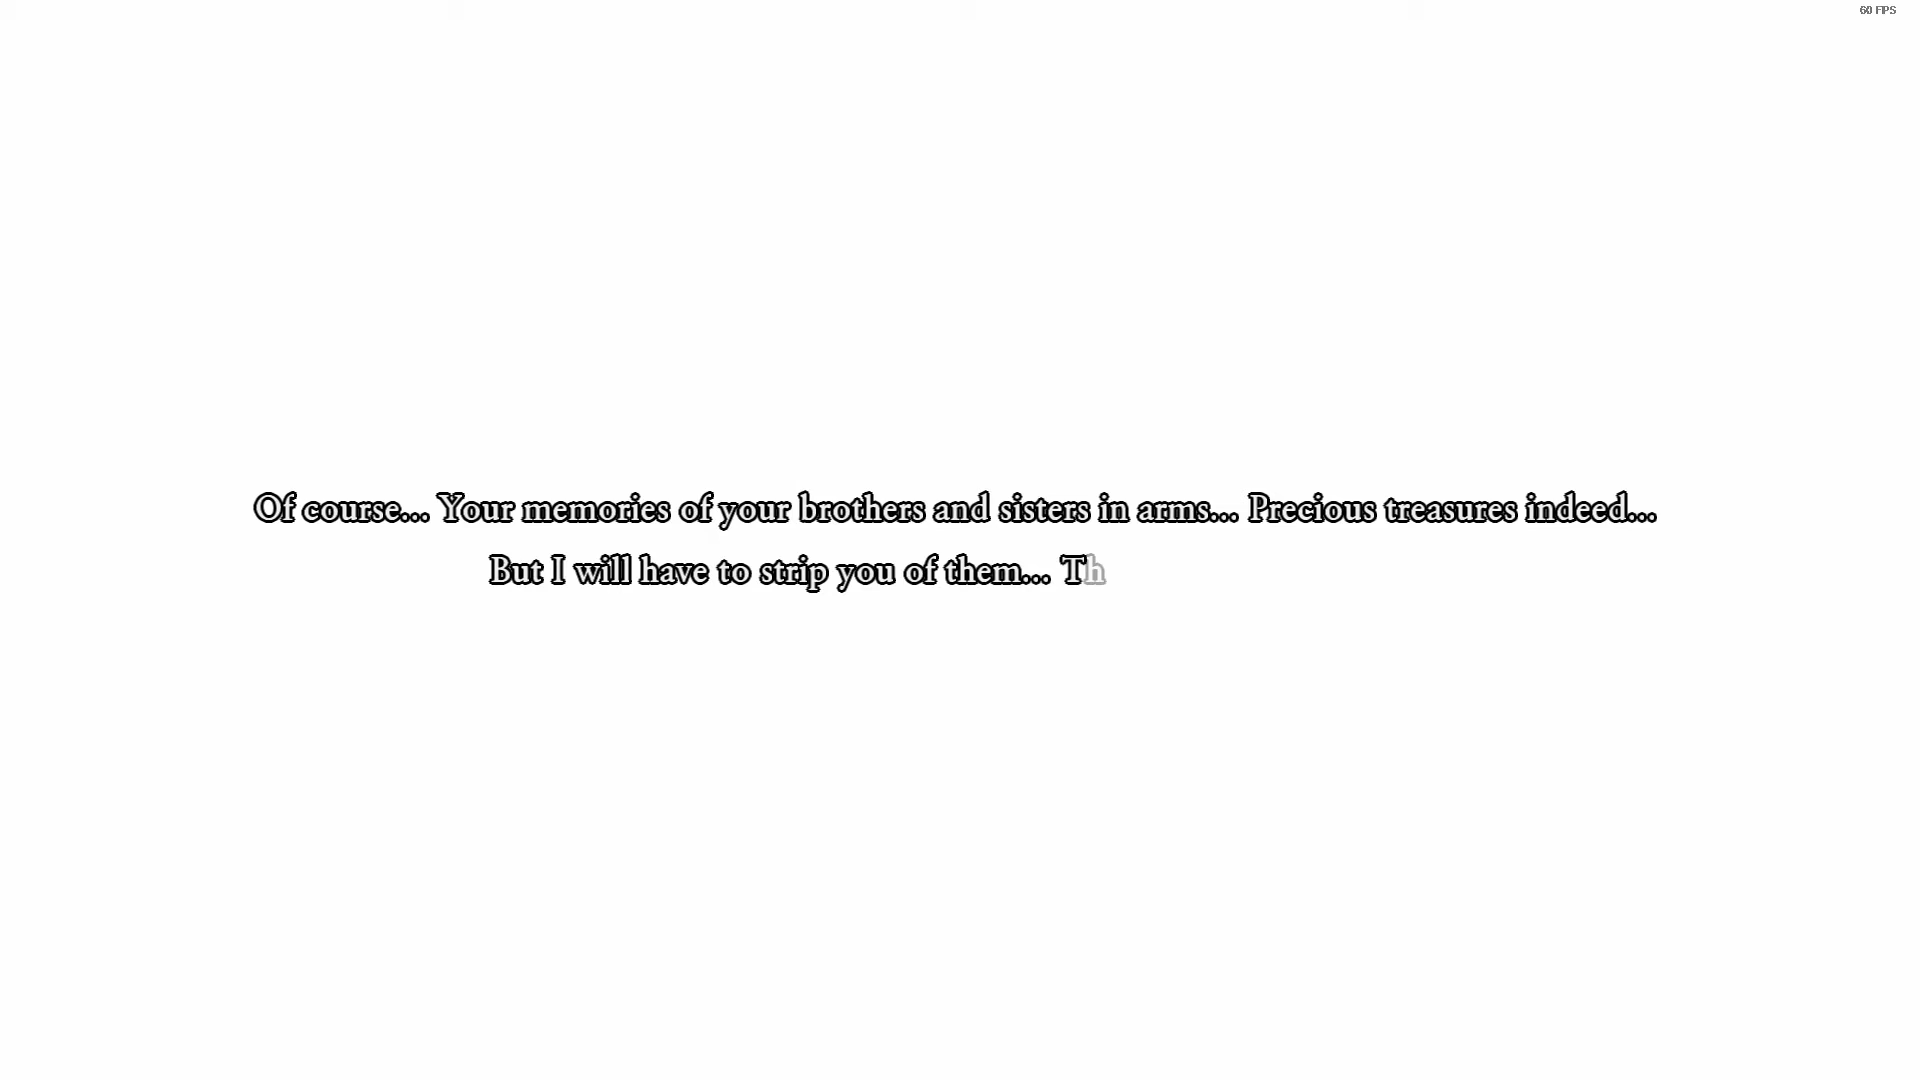 60 FPS
Of course... Your memories of your brothers and sisters in arms... Precious treasures indeed...
But I will have to strip you of them... Th